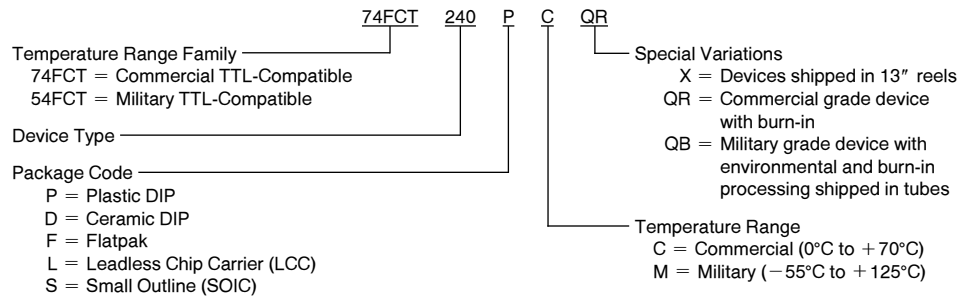 74FCT 240 P C QR
Temperature Range Family
74FCT = Commercial TTL-Compatible
54FCT = Military TTL-Compatible
Device Type
Package Code
P = Plastic DIP
D = Ceramic DIP
F = Flatpak
L = Leadless Chip Carrier (LCC)
S = Small Outline (SOIC)
Special Variations
X = Devices shipped in 13″ reels
QR = Commercial grade device
with burn-in
QB = Military grade device with
environmental and burn-in
processing shipped in tubes
Temperature Range
C = Commercial (0°C to +70°C)
M = Military (−55°C to +125°C)